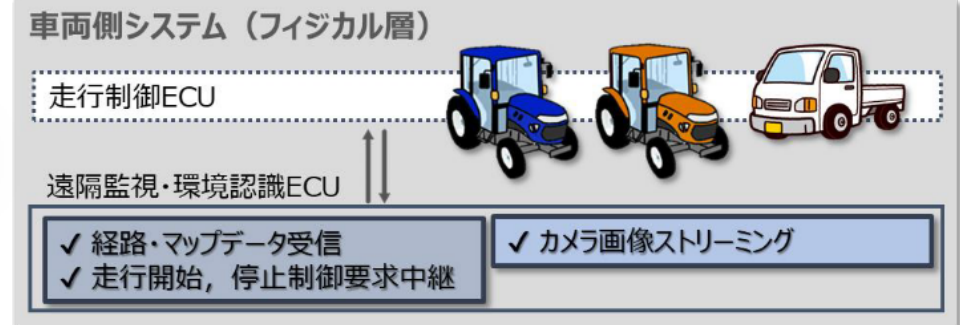 車両側システム（フィジカル層）
走行制御ECU
遠隔監視・環境認識ECU
✓ 経路・マップデータ受信
✓ 走行開始，停止制御要求中継
✓ カメラ画像ストリーミング